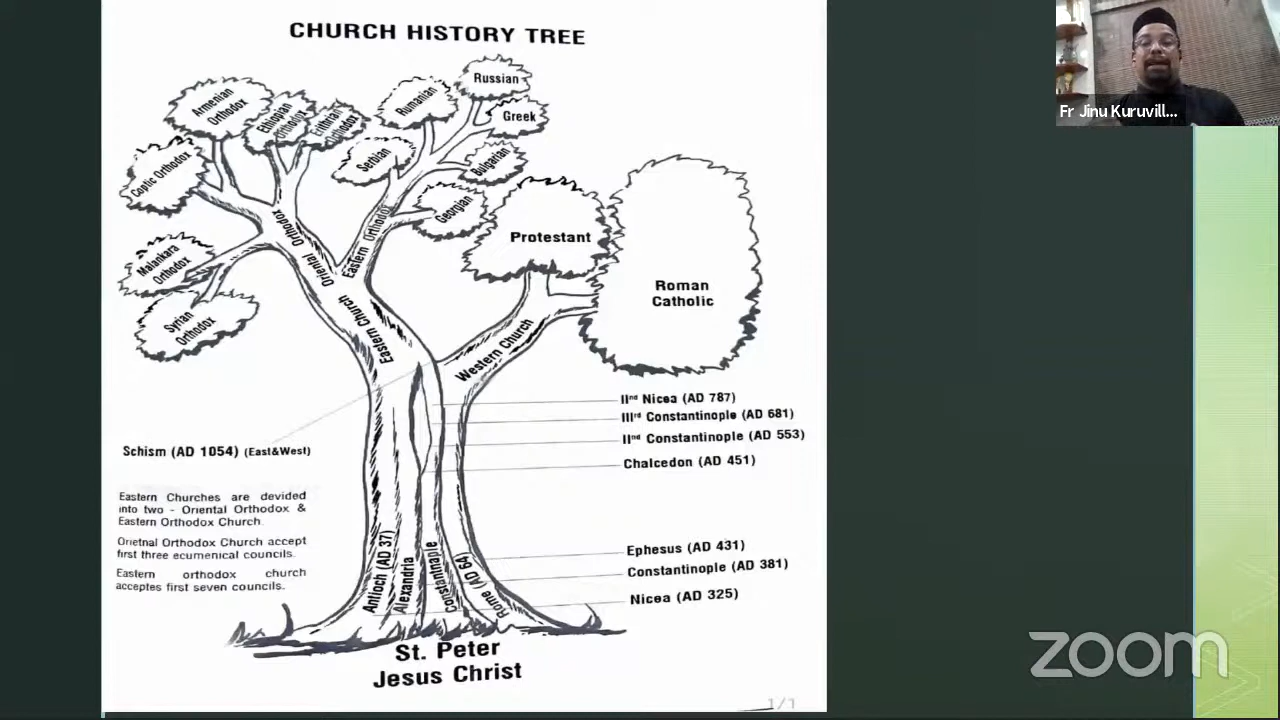 CHURCH HISTORY TREE
Fr Jinu Kuruvill...
Russian
Greek
Rumanian
Armenian
Orthodox
Ethiopian
Orthodox
Erithrian
Orthodox
Serbian
Bulgarian
Coptic Orthodox
Georgian
Malankara
Orthodox
Syrian
Orthodox
Oriental Orthodox
Eastern Orthodox
Protestant
Roman
Catholic
Eastern Church
Western Church
IInd Nicea (AD 787)
IIIrd Constantinople (AD 681)
IInd Constantinople (AD 553)
Chalcedon (AD 451)
Schism (AD 1054) (East&West)
Eastern Churches are devided
into two - Oriental Orthodox &
Eastern Orthodox Church.
Orietnal Orthodox Church accept
first three ecumenical councils.
Eastern orthodox church
acceptes first seven councils.
Ephesus (AD 431)
Constantinople (AD 381)
Nicea (AD 325)
Antioch (AD 37)
Alexandria
Rome (AD 64)
St. Peter
Jesus Christ
1/1
zoom